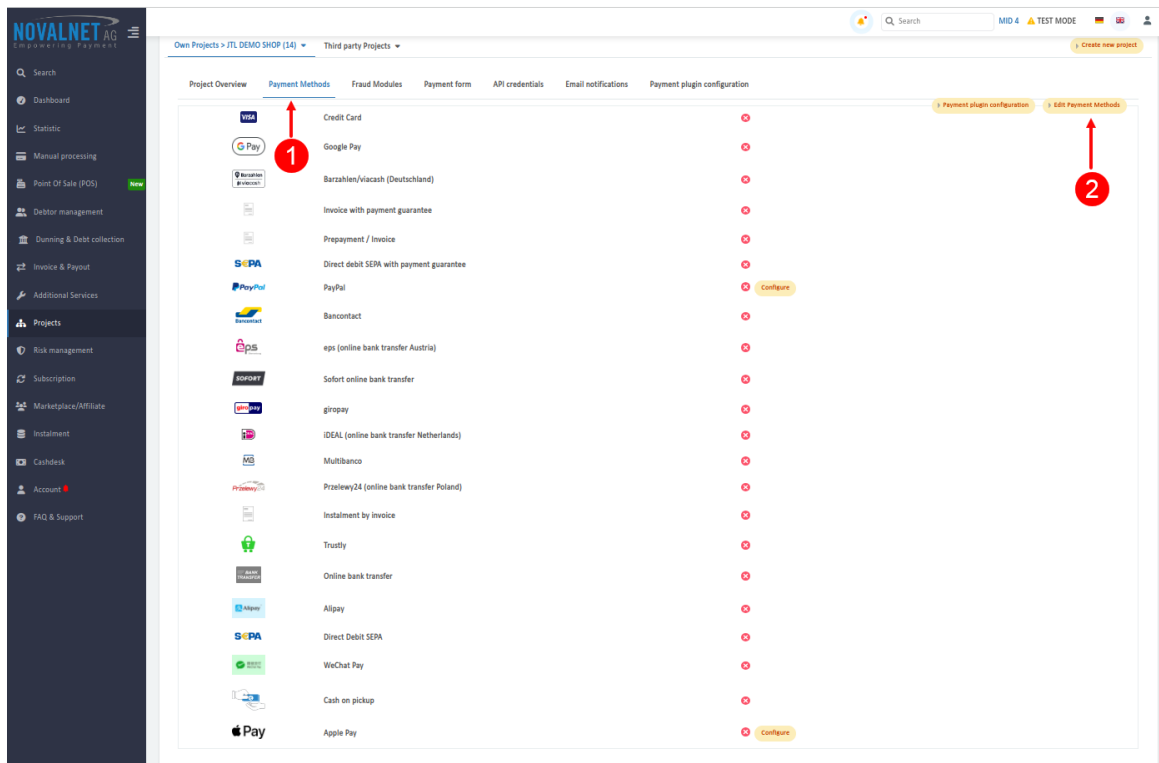 NOVALNET AG
Empowering Payment
Search
MID 4
TEST MODE
Own Projects > JTL DEMO SHOP (14)
Third party Projects
Create new project
Search
Dashboard
Statistic
Manual processing
Point Of Sale (POS)
New
Debtor management
Dunning & Debt collection
Invoice & Payout
Additional Services
Projects
Risk management
Subscription
Marketplace/Affiliate
Instalment
Cashdesk
Account
FAQ & Support
Project Overview
Payment Methods
Fraud Modules
Payment form
API credentials
Email notifications
Payment plugin configuration
Payment plugin configuration
Edit Payment Methods
1
2
VISA
Credit Card
G Pay
Google Pay
Barzahlen
viacash
Barzahlen/viacash (Deutschland)
Invoice with payment guarantee
Prepayment / Invoice
S€PA
Direct debit SEPA with payment guarantee
PayPal
PayPal
Configure
Bancontact
Bancontact
eps
eps (online bank transfer Austria)
SOFORT
Sofort online bank transfer
giropay
giropay
iDEAL (online bank transfer Netherlands)
MB
Multibanco
Przelewy24
Przelewy24 (online bank transfer Poland)
Instalment by invoice
Trustly
BANK
TRANSFER
Online bank transfer
Alipay
Alipay
S€PA
Direct Debit SEPA
WeChat Pay
Cash on pickup
Pay
Apple Pay
Configure